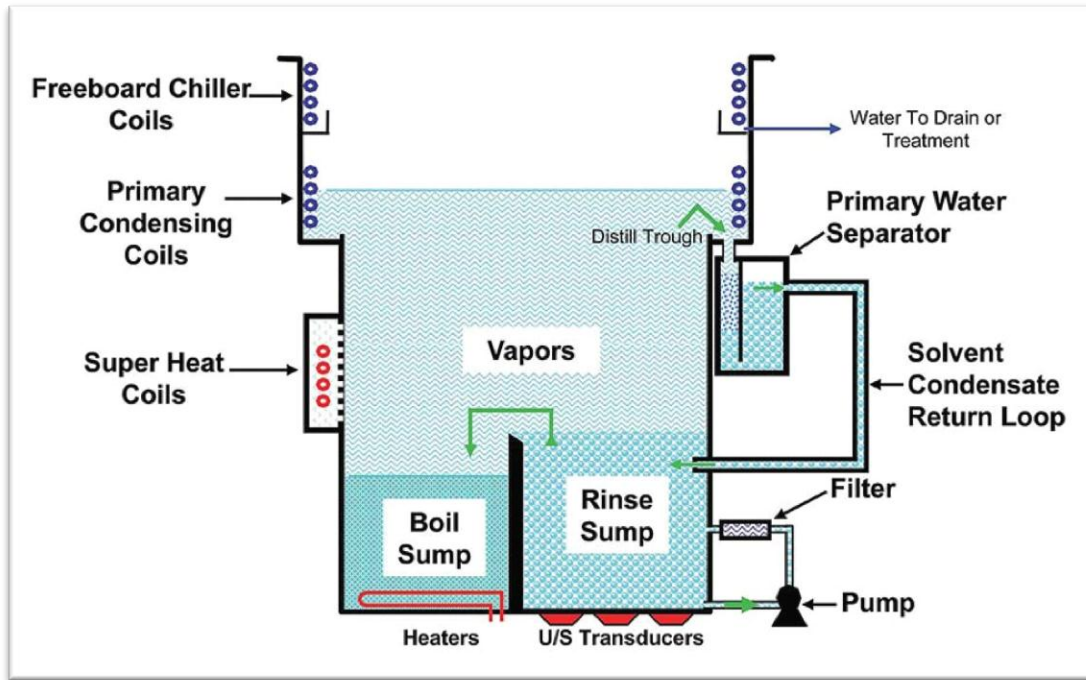 Freeboard Chiller
Coils
Water To Drain or
Treatment
Primary
Condensing
Coils
Distill Trough
Primary Water
Separator
Super Heat
Coils
Vapors
Solvent
Condensate
Return Loop
Boil
Sump
Rinse
Sump
Filter
Pump
Heaters
U/S Transducers